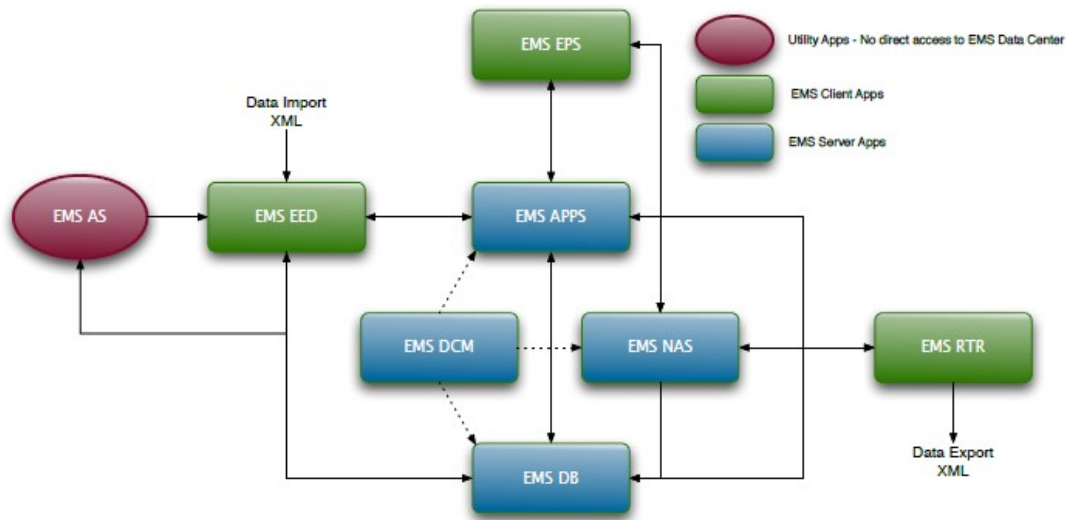 EMS EPS
Utility Apps - No direct access to EMS Data Center
EMS Client Apps
EMS Server Apps
Data Import
XML
EMS AS
EMS EED
EMS APPS
EMS DCM
EMS NAS
EMS RTR
EMS DB
Data Export
XML